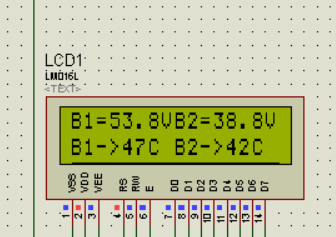 LCD1
LM016L
<TEXT>
B1=53.8VB2=38.8V
B1->47C B2->42C
VSS VDD VEE RS RW E D0 D1 D2 D3 D4 D5 D6 D7
1 2 3 4 5 6 7 8 9 10 11 12 13 14